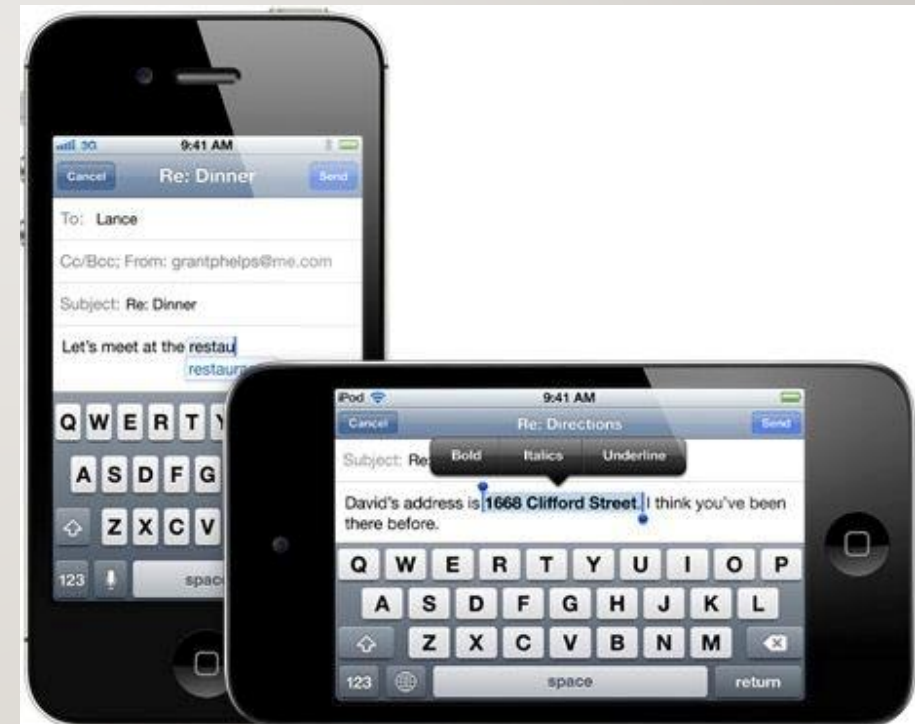 3G 9:41 AM
Cancel Re: Dinner Send
To: Lance
Cc/Bcc; From: grantphelps@me.com
Subject: Re: Dinner
Let's meet at the restau
Q W E R T Y
A S D F G
Z X C V
123
iPod 9:41 AM
Cancel Re: Directions Send
Subject: Re:
Bold Italics Underline
David's address is 1668 Clifford Street. I think you've been
there before.
Q W E R T Y U I O P
A S D F G H J K L
Z X C V B N M
123 space return